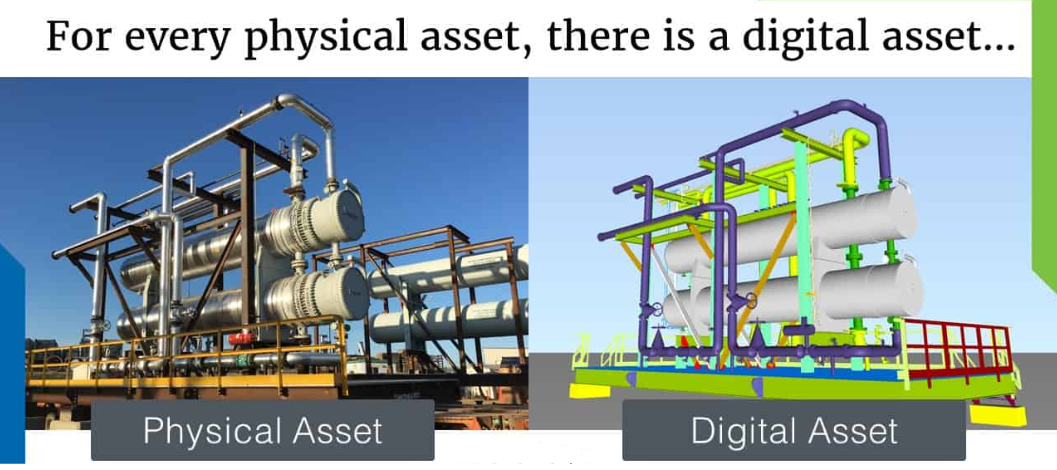 For every physical asset, there is a digital asset...
Physical Asset
Digital Asset